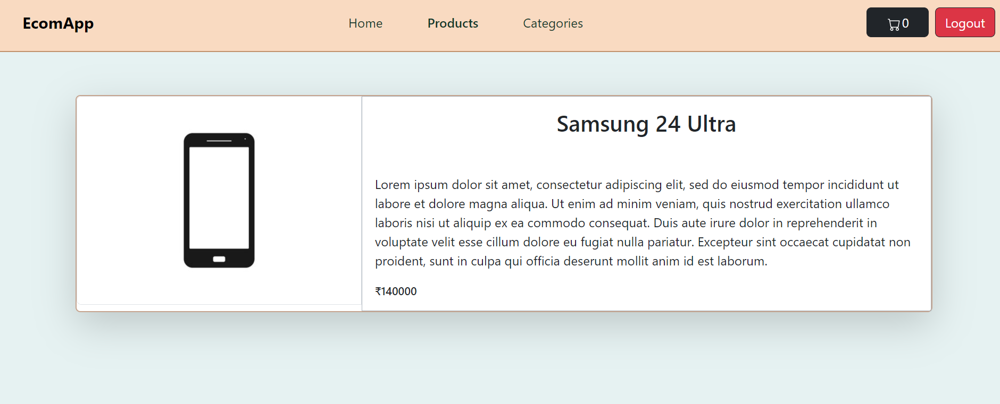 EcomApp
Home
Products
Categories
0
Logout
Samsung 24 Ultra
Lorem ipsum dolor sit amet, consectetur adipiscing elit, sed do eiusmod tempor incididunt ut
labore et dolore magna aliqua. Ut enim ad minim veniam, quis nostrud exercitation ullamco
laboris nisi ut aliquip ex ea commodo consequat. Duis aute irure dolor in reprehenderit in
voluptate velit esse cillum dolore eu fugiat nulla pariatur. Excepteur sint occaecat cupidatat non
proident, sunt in culpa qui officia deserunt mollit anim id est laborum.
₹140000